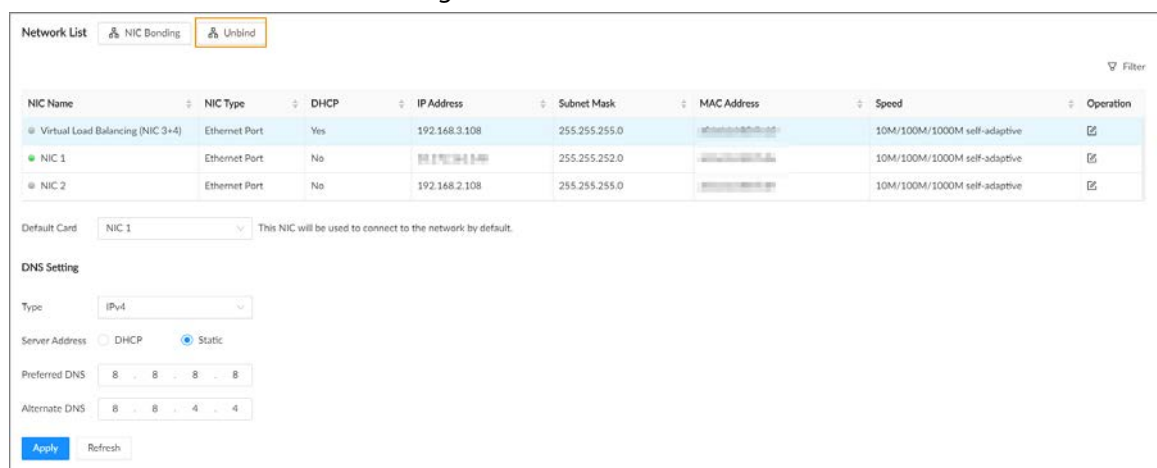 Network List NIC Bonding Unbind
Filter
NIC Name NIC Type DHCP IP Address Subnet Mask MAC Address Speed Operation
Virtual Load Balancing (NIC 3+4) Ethernet Port Yes 192.168.3.108 255.255.255.0 10M/100M/1000M self-adaptive
NIC 1 Ethernet Port No 255.255.252.0 10M/100M/1000M self-adaptive
NIC 2 Ethernet Port No 192.168.2.108 255.255.255.0 10M/100M/1000M self-adaptive
Default Card NIC 1 This NIC will be used to connect to the network by default.
DNS Setting
Type IPv4
Server Address DHCP Static
Preferred DNS 8 . 8 . 8 . 8
Alternate DNS 8 . 8 . 4 . 4
Apply Refresh